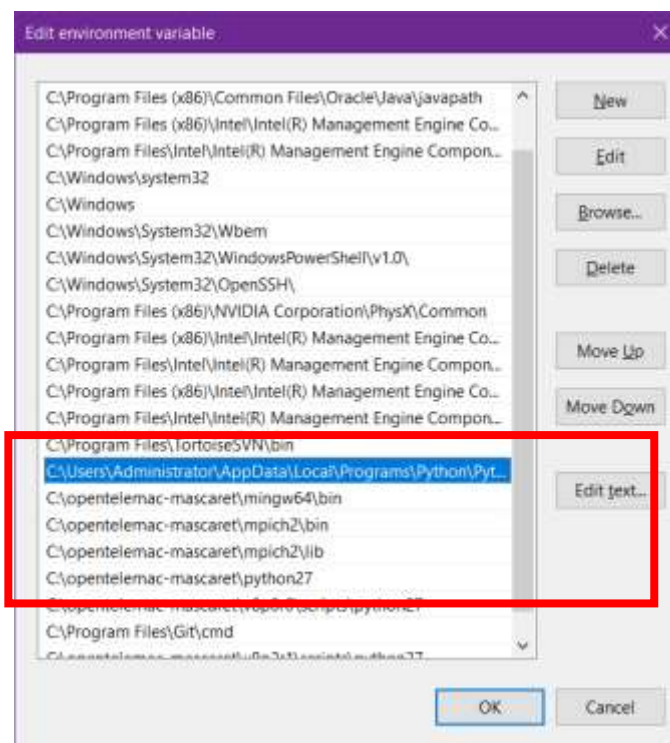 Edit environment variable
C:\Program Files (x86)\Common Files\Oracle\Java\javapath
New
C:\Program Files (x86)\Intel\Intel(R) Management Engine Co...
C:\Program Files\Intel\Intel(R) Management Engine Compon...
Edit
C:\Windows\system32
C:\Windows
Browse...
C:\Windows\System32\Wbem
C:\Windows\System32\WindowsPowerShell\v1.0\
Delete
C:\Windows\System32\OpenSSH\
C:\Program Files (x86)\NVIDIA Corporation\PhysX\Common
C:\Program Files (x86)\Intel\Intel(R) Management Engine Co...
Move Up
C:\Program Files\Intel\Intel(R) Management Engine Compon...
C:\Program Files (x86)\Intel\Intel(R) Management Engine Co...
Move Down
C:\Program Files\Intel\Intel(R) Management Engine Compon...
C:\Program Files\TortoiseSVN\bin
C:\Users\Administrator\AppData\Local\Programs\Python\Pyt...
Edit text...
C:\opentelemac-mascaret\mingw64\bin
C:\opentelemac-mascaret\mpich2\bin
C:\opentelemac-mascaret\mpich2\lib
C:\opentelemac-mascaret\python27
C:\Program Files\Git\cmd
OK
Cancel